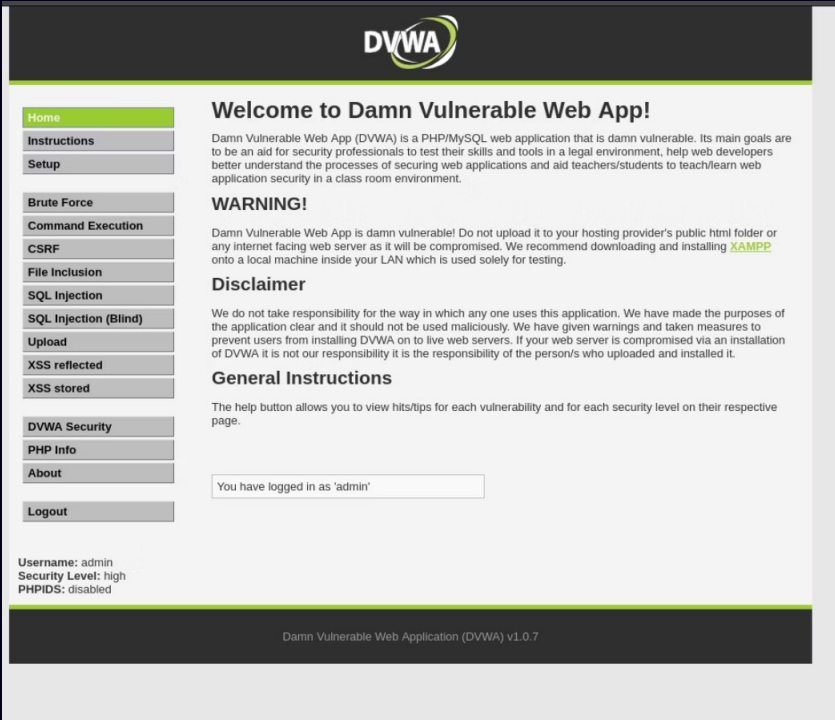 DVWA
Home
Instructions
Setup
Brute Force
Command Execution
CSRF
File Inclusion
SQL Injection
SQL Injection (Blind)
Upload
XSS reflected
XSS stored
DVWA Security
PHP Info
About
Logout
Username: admin
Security Level: high
PHPIDS: disabled
Welcome to Damn Vulnerable Web App!
Damn Vulnerable Web App (DVWA) is a PHP/MySQL web application that is damn vulnerable. Its main goals are
to be an aid for security professionals to test their skills and tools in a legal environment, help web developers
better understand the processes of securing web applications and aid teachers/students to teach/learn web
application security in a class room environment.
WARNING!
Damn Vulnerable Web App is damn vulnerable! Do not upload it to your hosting provider's public html folder or
any internet facing web server as it will be compromised. We recommend downloading and installing XAMPP
onto a local machine inside your LAN which is used solely for testing.
Disclaimer
We do not take responsibility for the way in which any one uses this application. We have made the purposes of
the application clear and it should not be used maliciously. We have given warnings and taken measures to
prevent users from installing DVWA on to live web servers. If your web server is compromised via an installation
of DVWA it is not our responsibility it is the responsibility of the person/s who uploaded and installed it.
General Instructions
The help button allows you to view hits/tips for each vulnerability and for each security level on their respective
page.
You have logged in as 'admin'
Damn Vulnerable Web Application (DVWA) v1.0.7